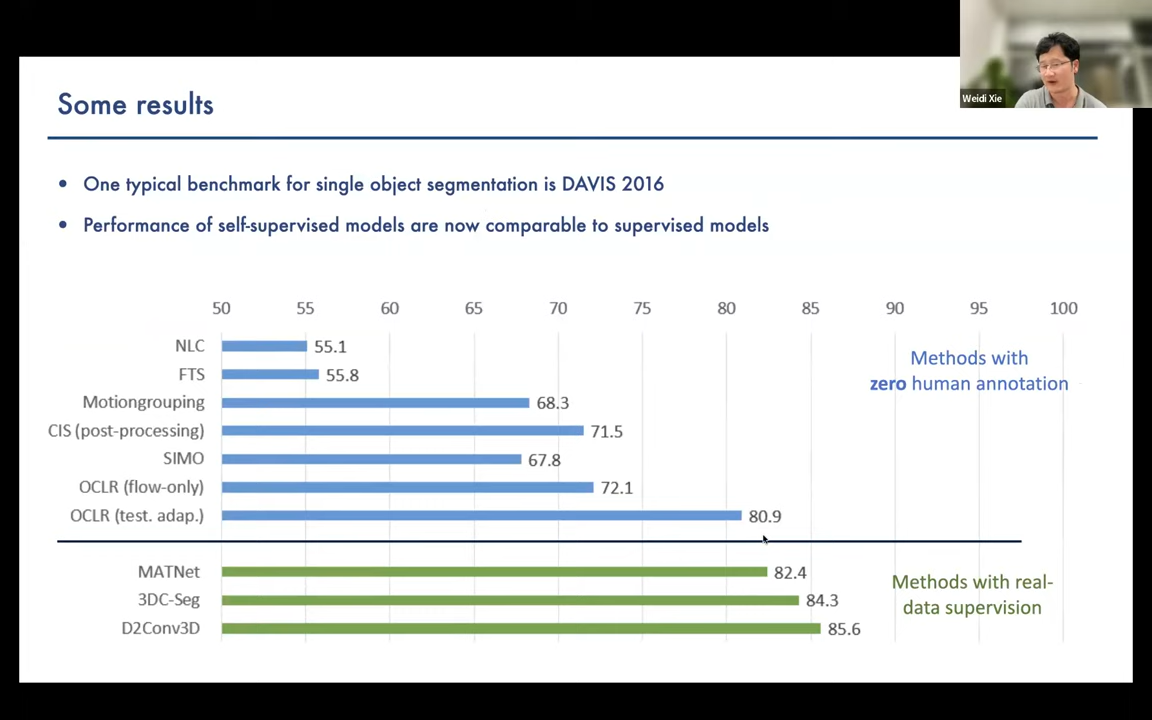 Weidi Xie
Some results
• One typical benchmark for single object segmentation is DAVIS 2016
• Performance of self-supervised models are now comparable to supervised models
50 55 60 65 70 75 80 85 90 95 100
NLC 55.1
FTS 55.8
Motiongrouping 68.3
CIS (post-processing) 71.5
SIMO 67.8
OCLR (flow-only) 72.1
OCLR (test. adap.) 80.9
Methods with
zero human annotation
MATNet 82.4
3DC-Seg 84.3
D2Conv3D 85.6
Methods with real-
data supervision